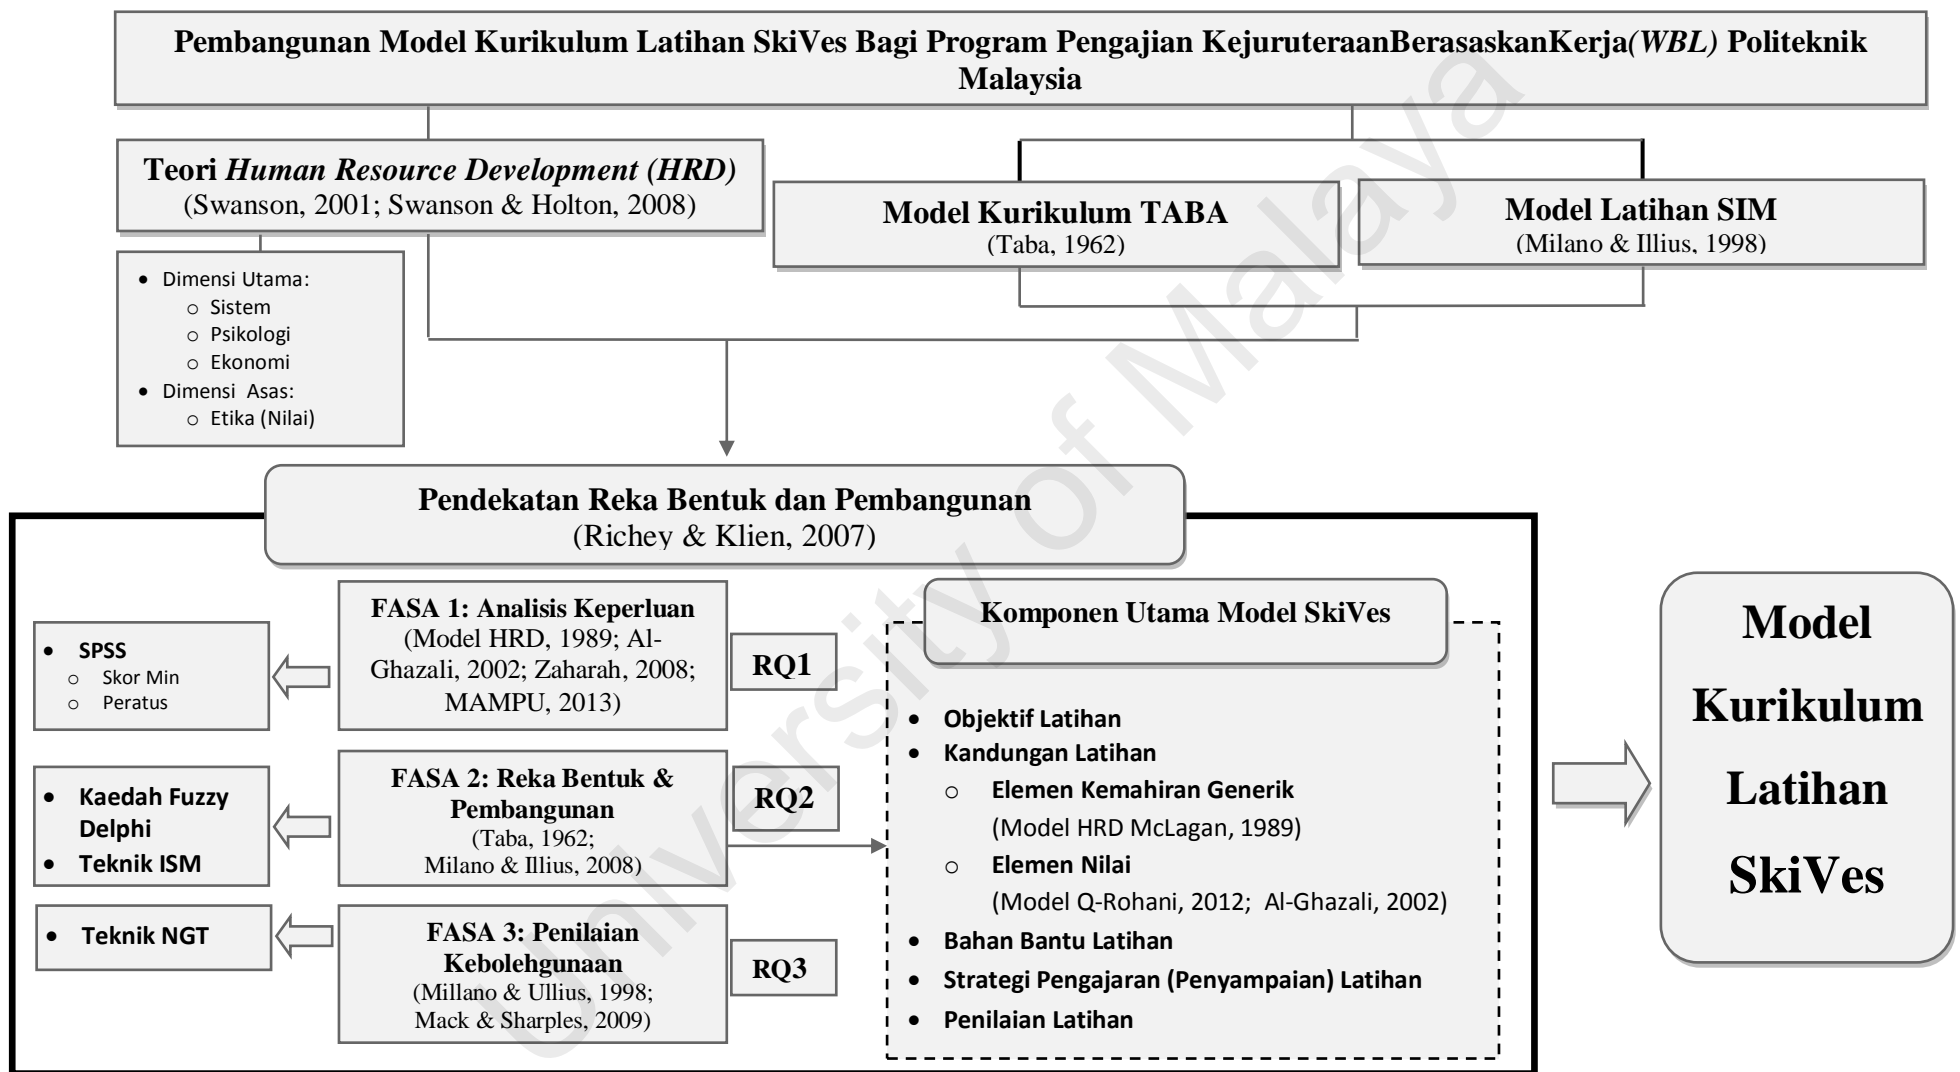 Pembangunan Model Kurikulum Latihan SkiVes Bagi Program Pengajian KejuruteraanBerasaskanKerja(WBL) Politeknik
Malaysia
Teori Human Resource Development (HRD)
(Swanson, 2001; Swanson & Holton, 2008)
Model Kurikulum TABA
(Taba, 1962)
Model Latihan SIM
(Milano & Illius, 1998)
• Dimensi Utama:
o Sistem
o Psikologi
o Ekonomi
• Dimensi Asas:
o Etika (Nilai)
Pendekatan Reka Bentuk dan Pembangunan
(Richey & Klien, 2007)
• SPSS
o Skor Min
o Peratus
FASA 1: Analisis Keperluan
(Model HRD, 1989; Al-
Ghazali, 2002; Zaharah, 2008;
MAMPU, 2013)
RQ1
• Kaedah Fuzzy
Delphi
• Teknik ISM
FASA 2: Reka Bentuk &
Pembangunan
(Taba, 1962;
Milano & Illius, 2008)
RQ2
• Teknik NGT
FASA 3: Penilaian
Kebolehgunaan
(Millano & Ullius, 1998;
Mack & Sharples, 2009)
RQ3
Komponen Utama Model SkiVes
• Objektif Latihan
• Kandungan Latihan
o Elemen Kemahiran Generik
(Model HRD McLagan, 1989)
o Elemen Nilai
(Model Q-Rohani, 2012; Al-Ghazali, 2002)
• Bahan Bantu Latihan
• Strategi Pengajaran (Penyampaian) Latihan
• Penilaian Latihan
Model
Kurikulum
Latihan
SkiVes
University of Malaya